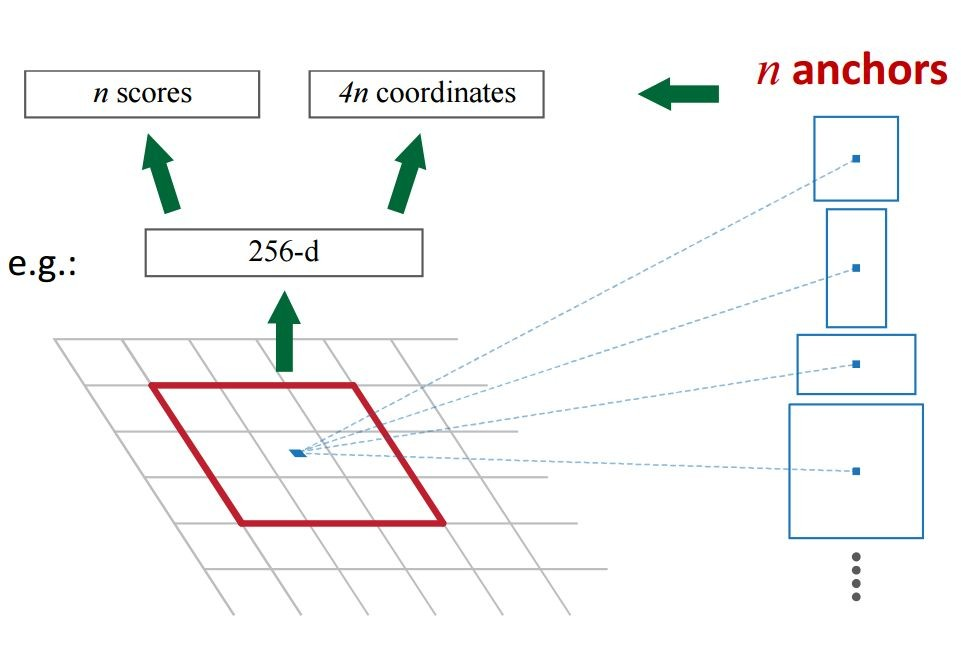 n anchors
n scores
4n coordinates
256-d
e.g.: